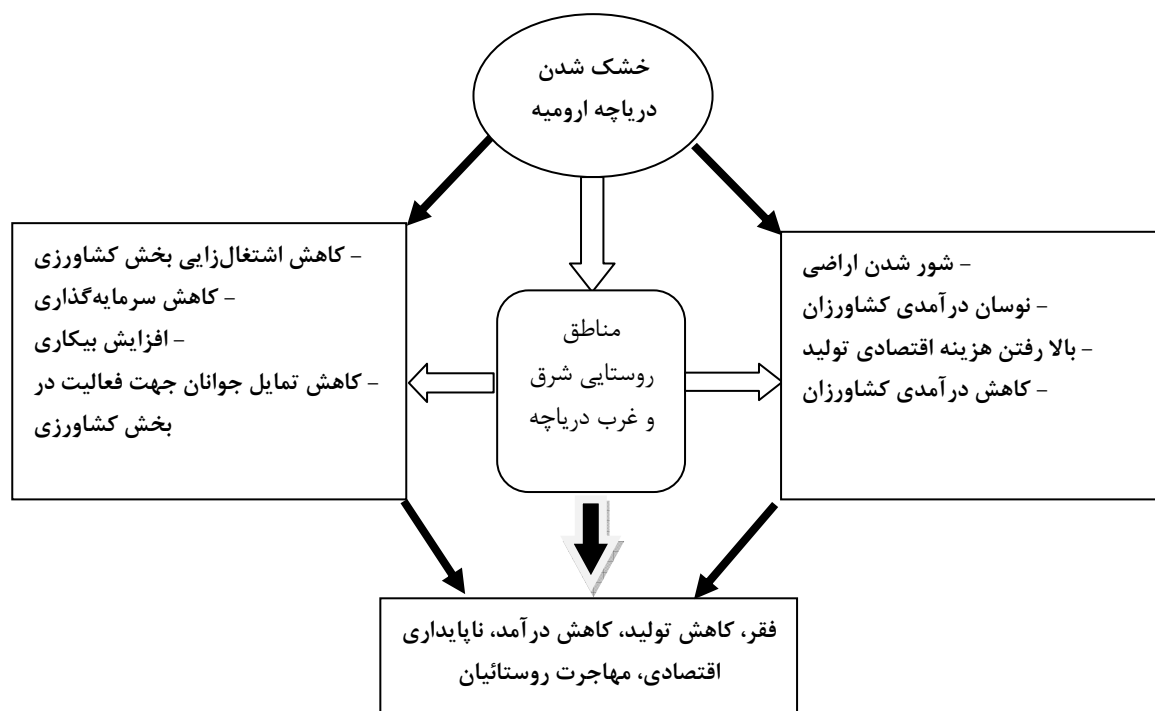 خشک شدن
دریاچه ارومیه
– شور شدن اراضی
– نوسان درآمدی کشاورزان
– بالا رفتن هزینه اقتصادی تولید
– کاهش درآمدی کشاورزان
مناطق
روستایی شرق
و غرب دریاچه
– کاهش اشتغال‌زایی بخش کشاورزی
– کاهش سرمایه‌گذاری
– افزایش بیکاری
– کاهش تمایل جوانان جهت فعالیت در
بخش کشاورزی
فقر، کاهش تولید، کاهش درآمد، ناپایداری
اقتصادی، مهاجرت روستائیان